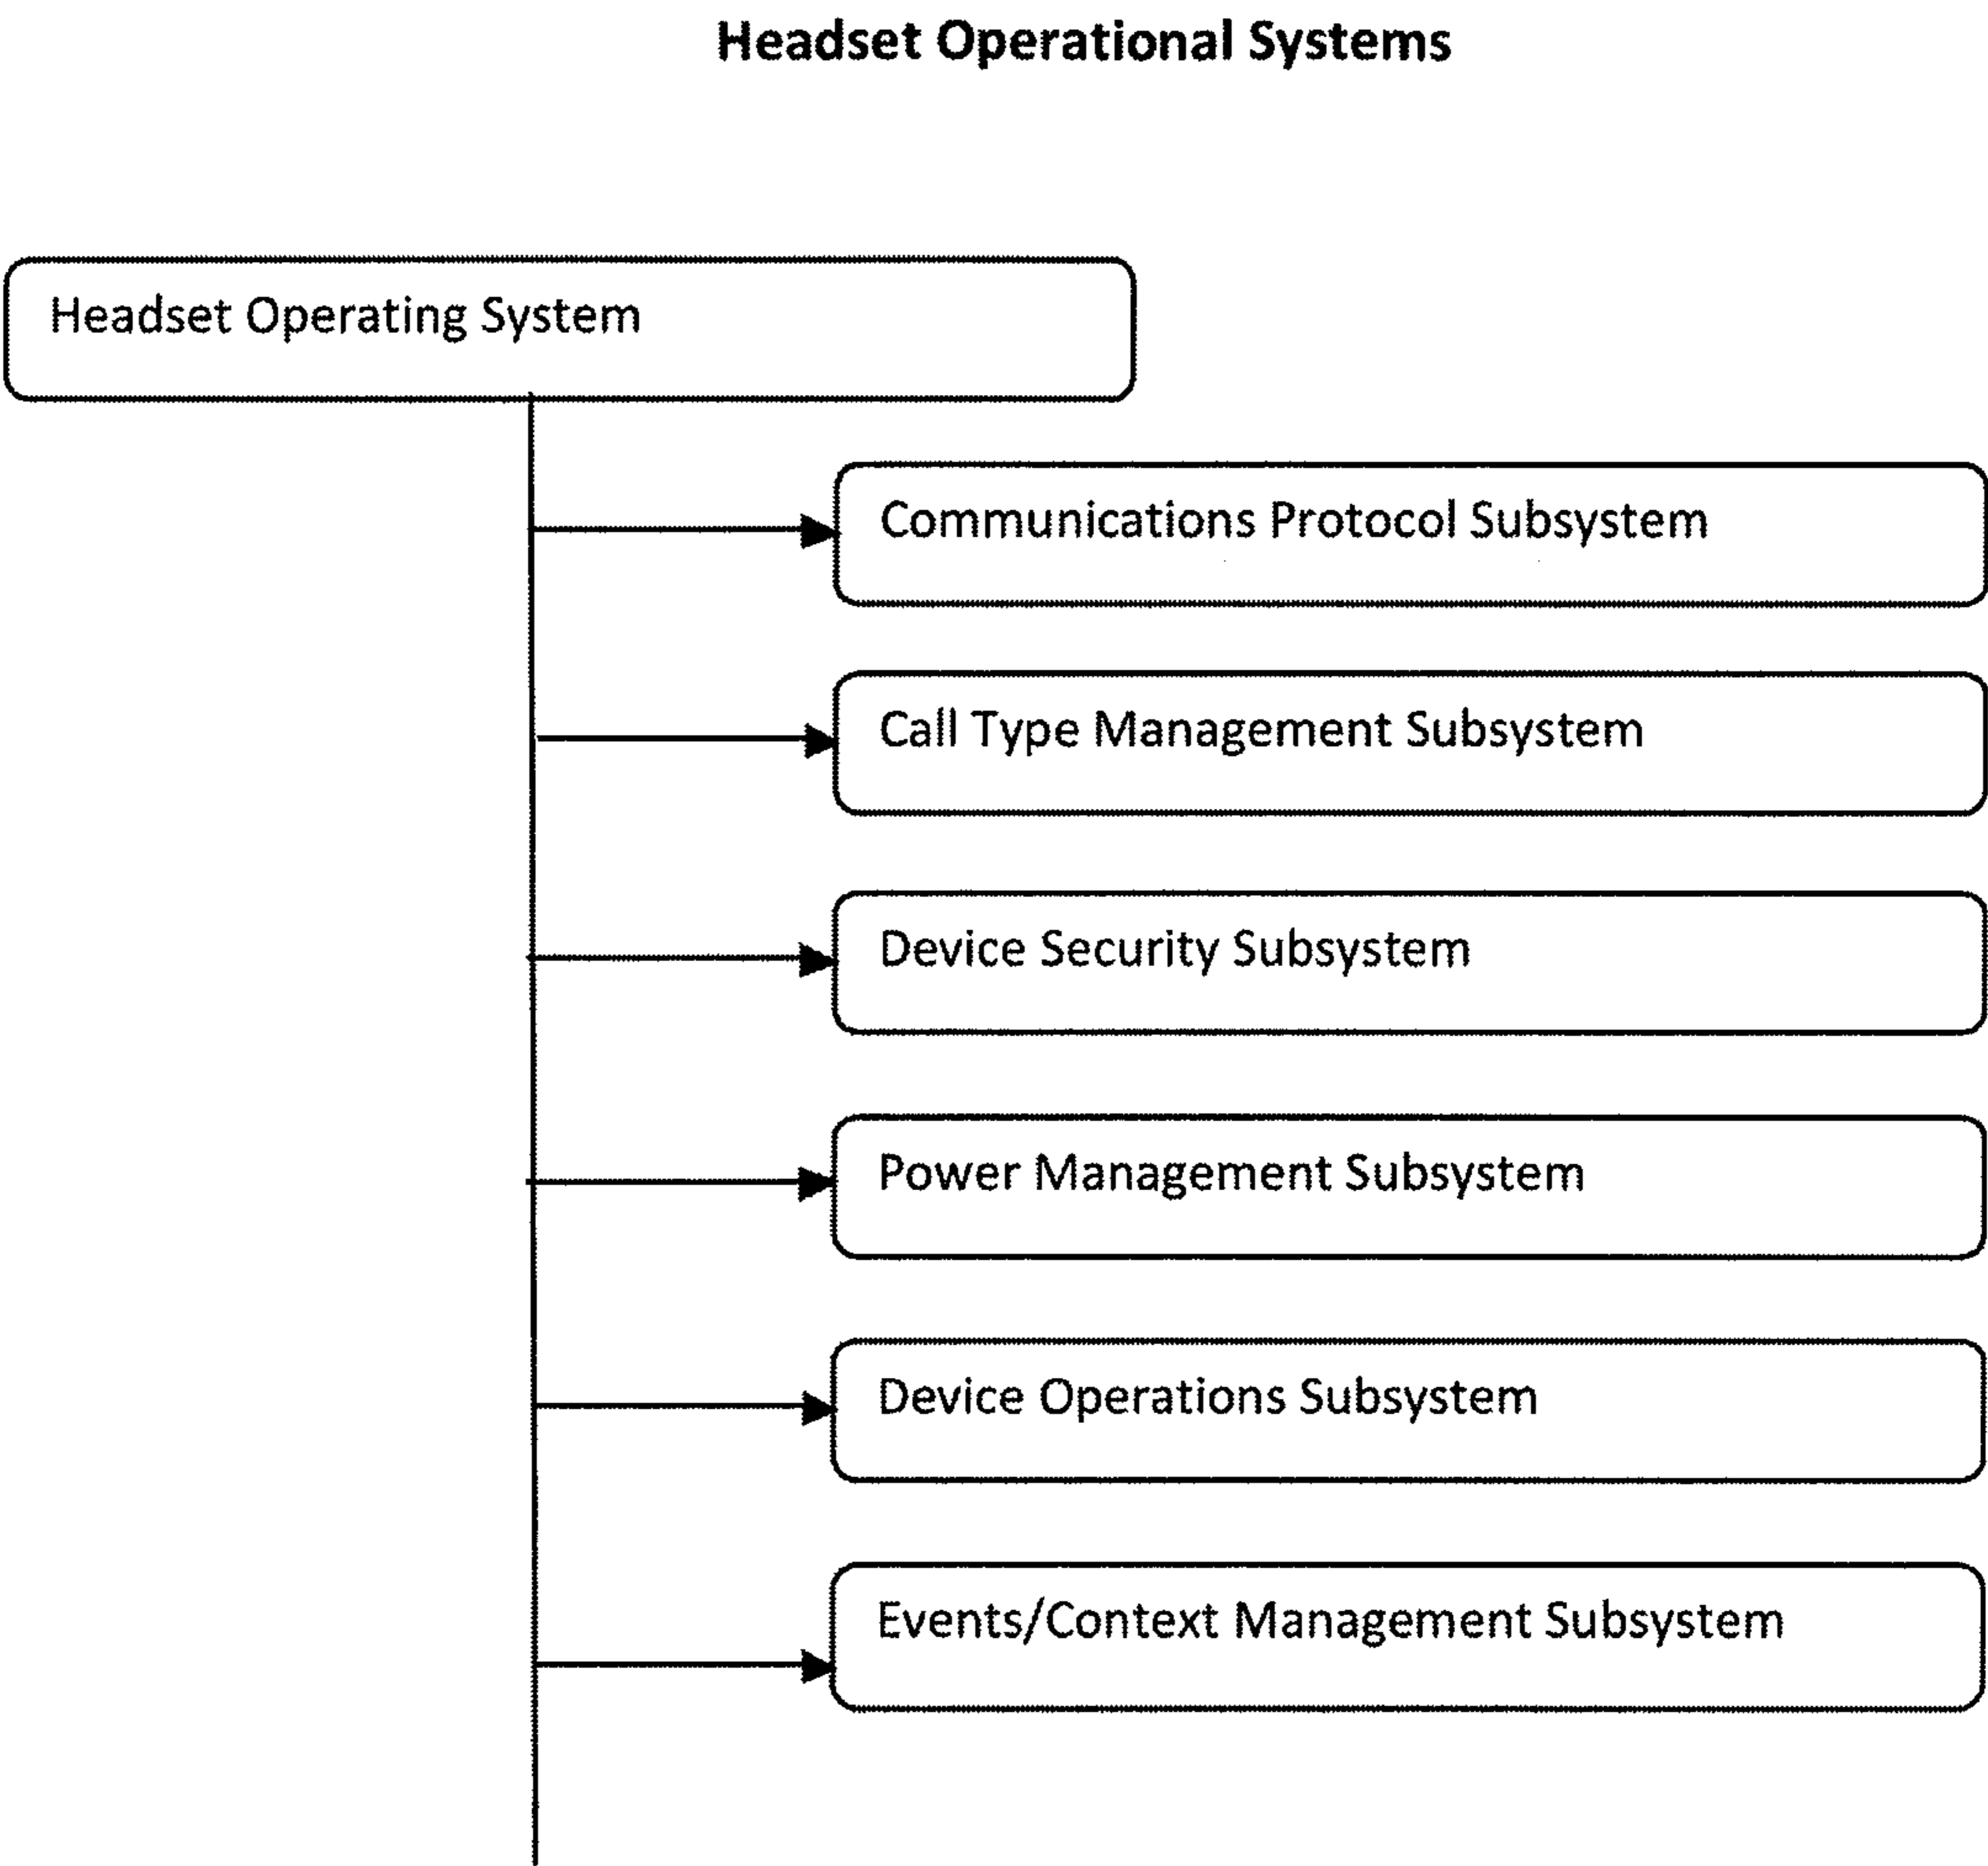 Headset Operational Systems
Headset Operating System
Communications Protocol Subsystem
Call Type Management Subsystem
Device Security Subsystem
Power Management Subsystem
Device Operations Subsystem
Events/Context Management Subsystem